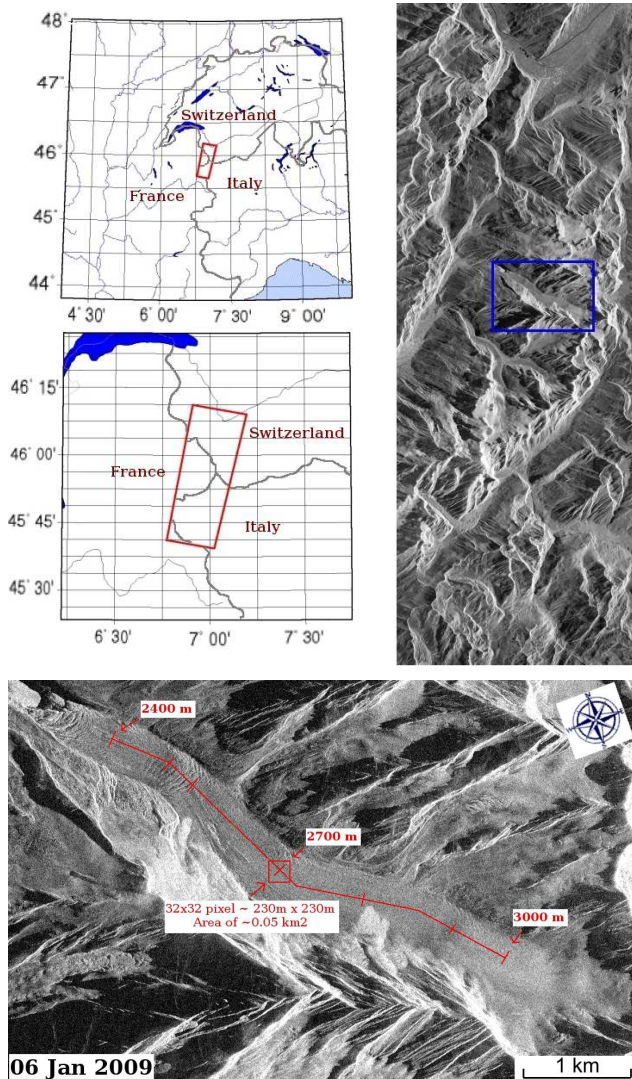 48°
47°
46°
45°
44°
Switzerland
France
Italy
4° 30'
6° 00'
7° 30'
9° 00'
46° 15'
46° 00'
45° 45'
45° 30'
Switzerland
France
Italy
6° 30'
7° 00'
7° 30'
2400 m
2700 m
32x32 pixel ~ 230m x 230m
Area of ~0.05 km2
3000 m
06 Jan 2009
1 km